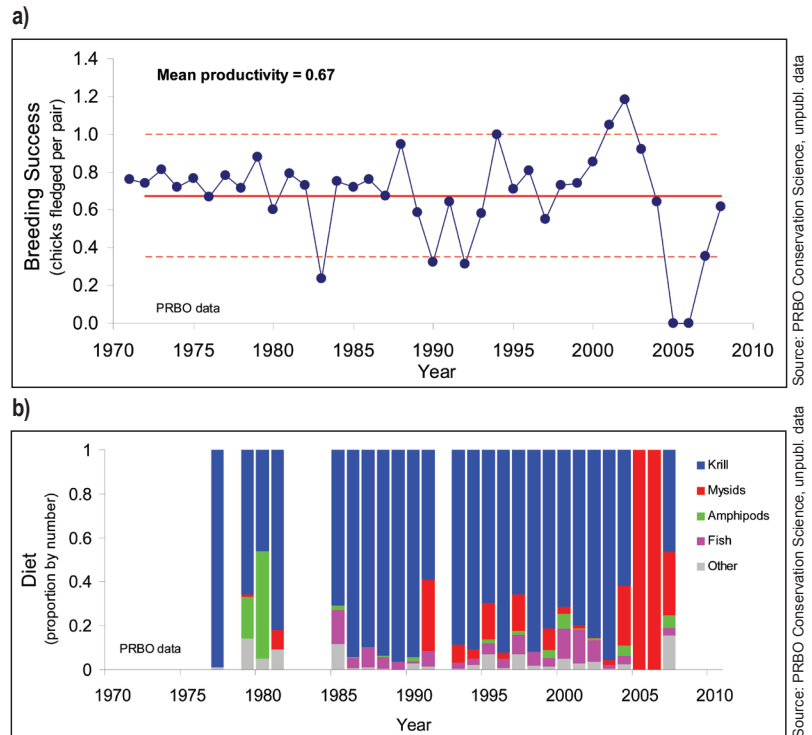 a)
1.4
1.2
1.0
0.8
0.6
0.4
0.2
0.0
Breeding Success
(chicks fledged per pair)
Mean productivity = 0.67
PRBO data
1970 1975 1980 1985 1990 1995 2000 2005 2010
Year
Source: PRBO Conservation Science, unpubl. data
b)
1
0.8
0.6
0.4
0.2
0
Diet
(proportion by number)
PRBO data
Krill
Mysids
Amphipods
Fish
Other
1970 1975 1980 1985 1990 1995 2000 2005 2010
Year
Source: PRBO Conservation Science, unpubl. data